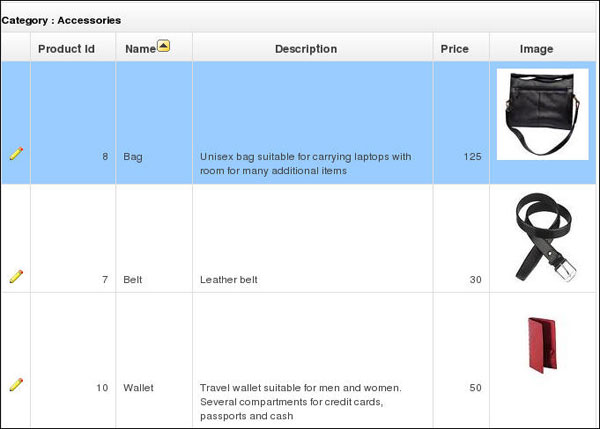 Category : Accessories
Product Id Name Description Price Image
8 Bag Unisex bag suitable for carrying laptops with 125
room for many additional items
7 Belt Leather belt 30
10 Wallet Travel wallet suitable for men and women. 50
Several compartments for credit cards,
passports and cash